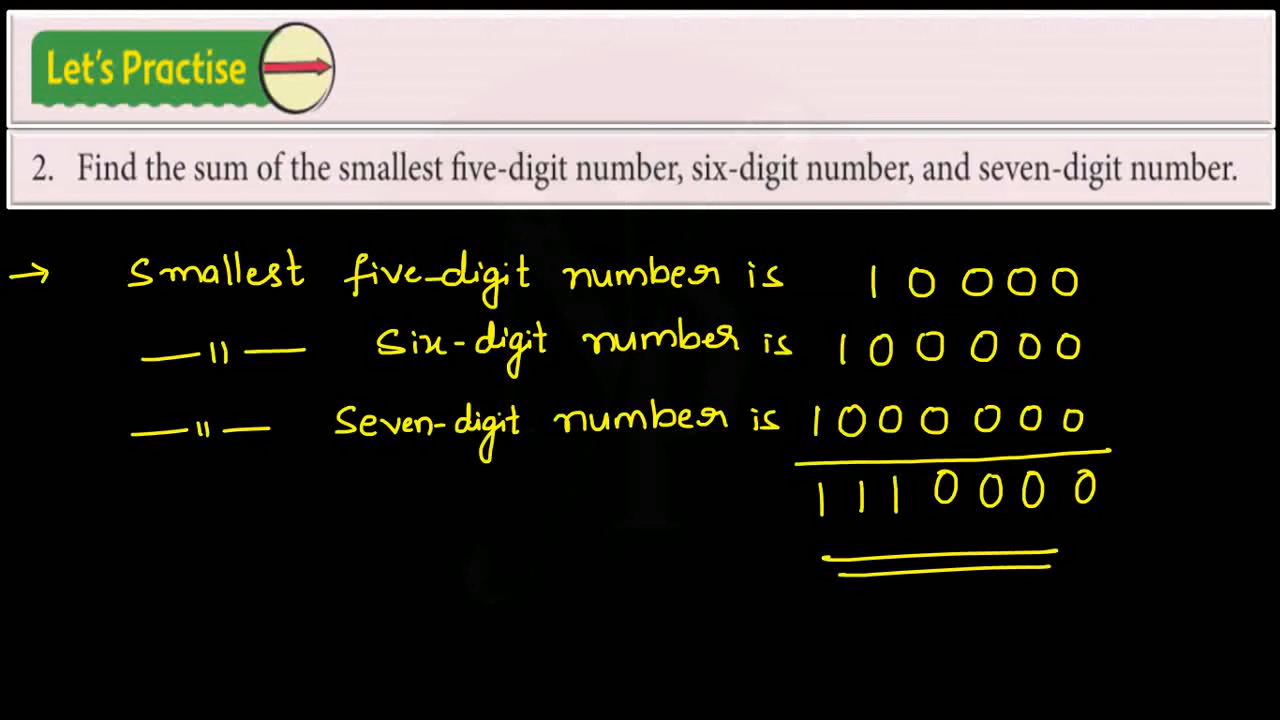 Let's Practise
2. Find the sum of the smallest five-digit number, six-digit number, and seven-digit number.
→ Smallest five-digit number is 10000
—〃— Six-digit number is 100000
—〃— Seven-digit number is 1000000
1110000